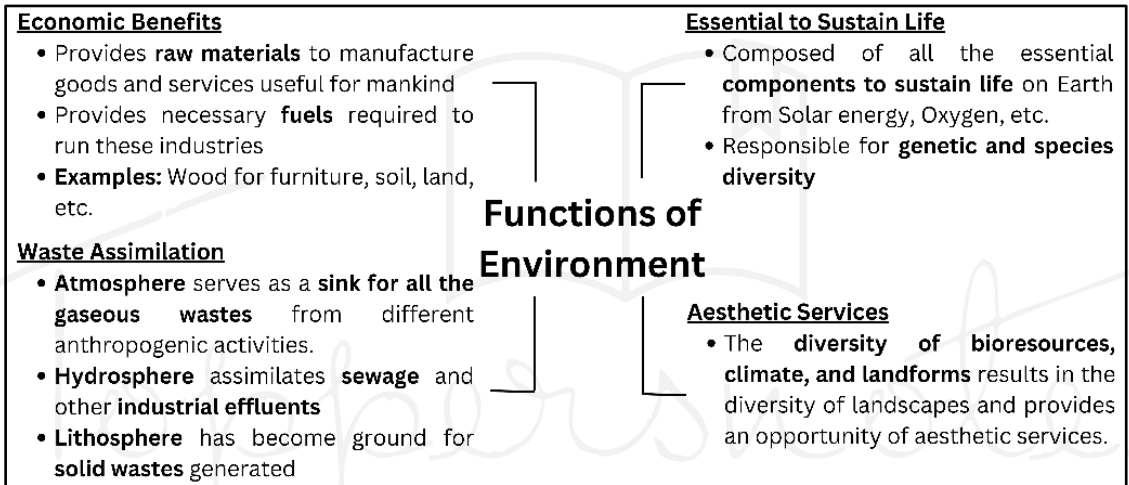 Economic Benefits
• Provides raw materials to manufacture
goods and services useful for mankind
• Provides necessary fuels required to
run these industries
• Examples: Wood for furniture, soil, land,
etc.
Waste Assimilation
• Atmosphere serves as a sink for all the
gaseous wastes from different
anthropogenic activities.
• Hydrosphere assimilates sewage and
other industrial effluents
• Lithosphere has become ground for
solid wastes generated
Functions of
Environment
Essential to Sustain Life
• Composed of all the essential
components to sustain life on Earth
from Solar energy, Oxygen, etc.
• Responsible for genetic and species
diversity
Aesthetic Services
• The diversity of bioresources,
climate, and landforms results in the
diversity of landscapes and provides
an opportunity of aesthetic services.
Toppersnotes